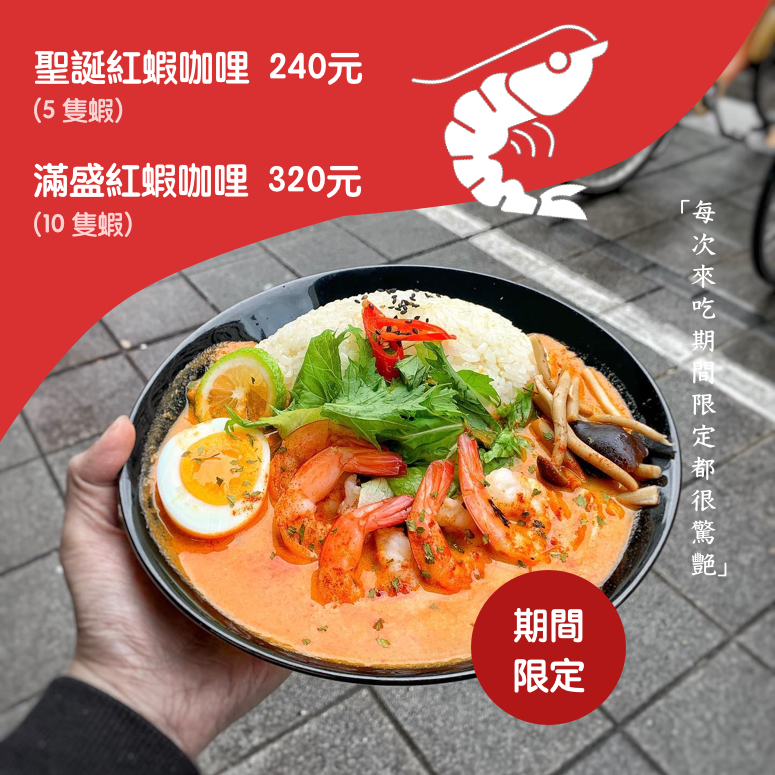 聖誕紅蝦咖哩 240元
(5 隻蝦)
滿盛紅蝦咖哩 320元
(10 隻蝦)
「每次來吃期間限定都很驚艷」
期間
限定